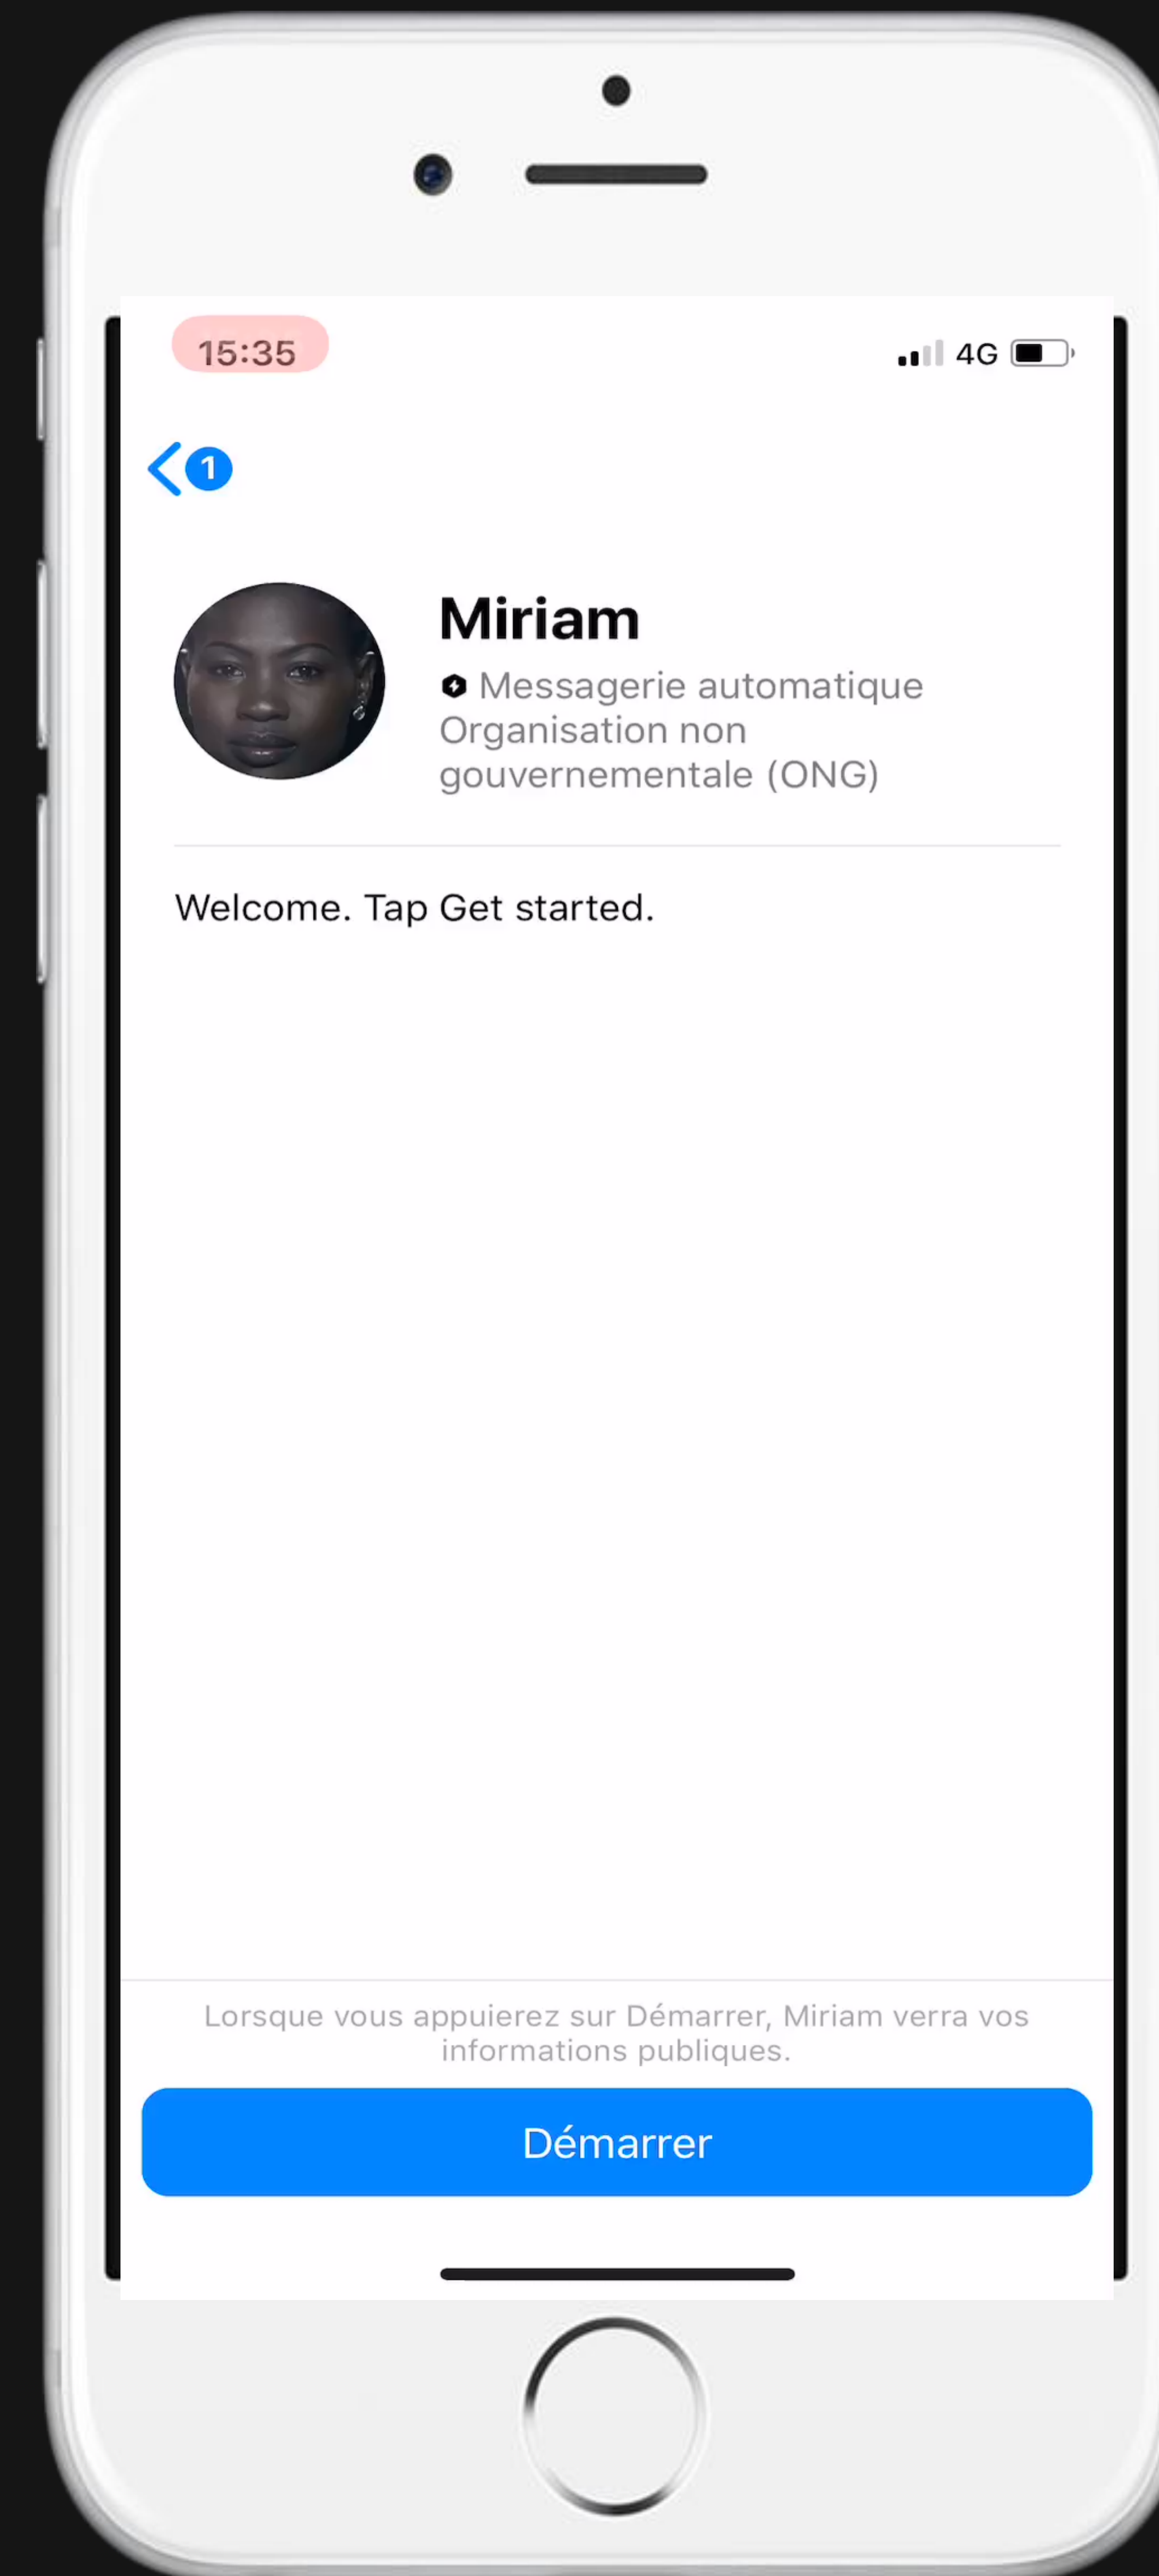 15:35
4G
1
Miriam
Messagerie automatique
Organisation non
gouvernementale (ONG)
Welcome. Tap Get started.
Lorsque vous appuierez sur Démarrer, Miriam verra vos
informations publiques.
Démarrer